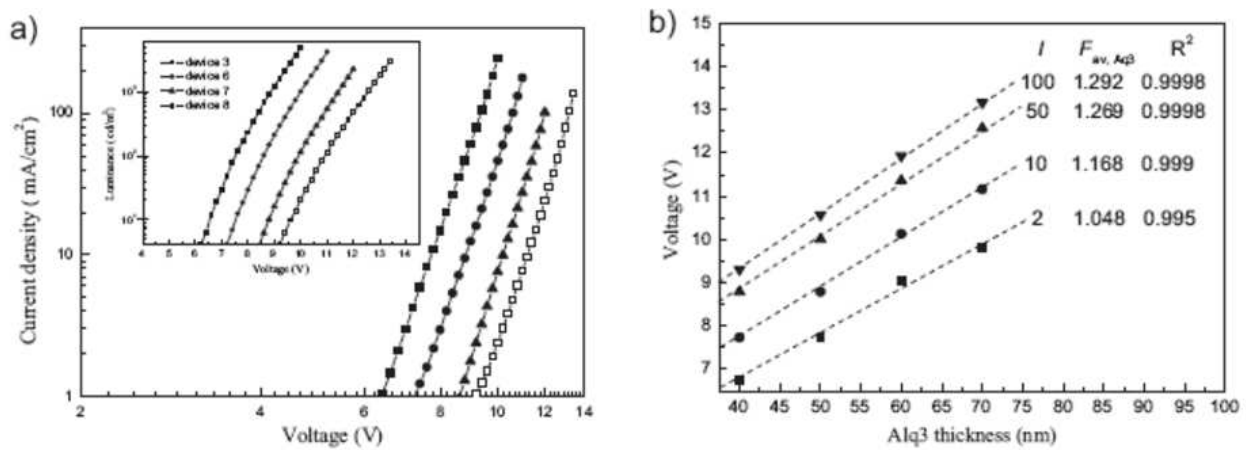 a)
Current density ( mA/cm²)
100
10
1
2
4
6
8
10
12
14
Voltage (V)
Luminance (cd/m²)
device 3
device 6
device 7
device 8
4 5 6 7 8 9 10 11 12 13 14
Voltage (V)
b)
Voltage (V)
15
14
13
12
11
10
9
8
7
I F av, Alq3 R²
100 1.292 0.9998
50 1.269 0.9998
10 1.168 0.999
2 1.048 0.995
40 45 50 55 60 65 70 75 80 85 90 95 100
Alq3 thickness (nm)